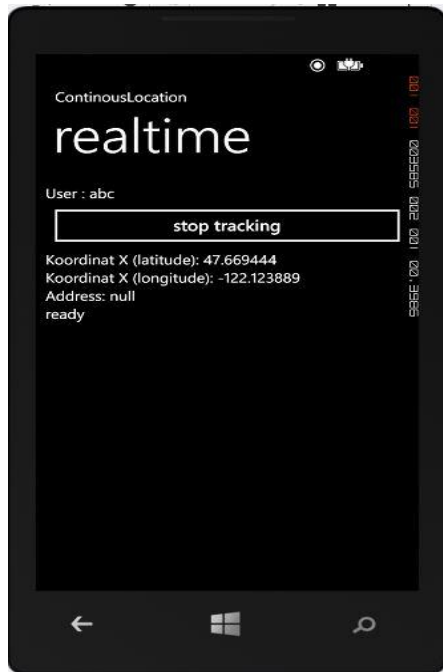 ContinousLocation
realtime
User : abc
stop tracking
Koordinat X (latitude): 47.669444
Koordinat X (longitude): -122.123889
Address: null
ready